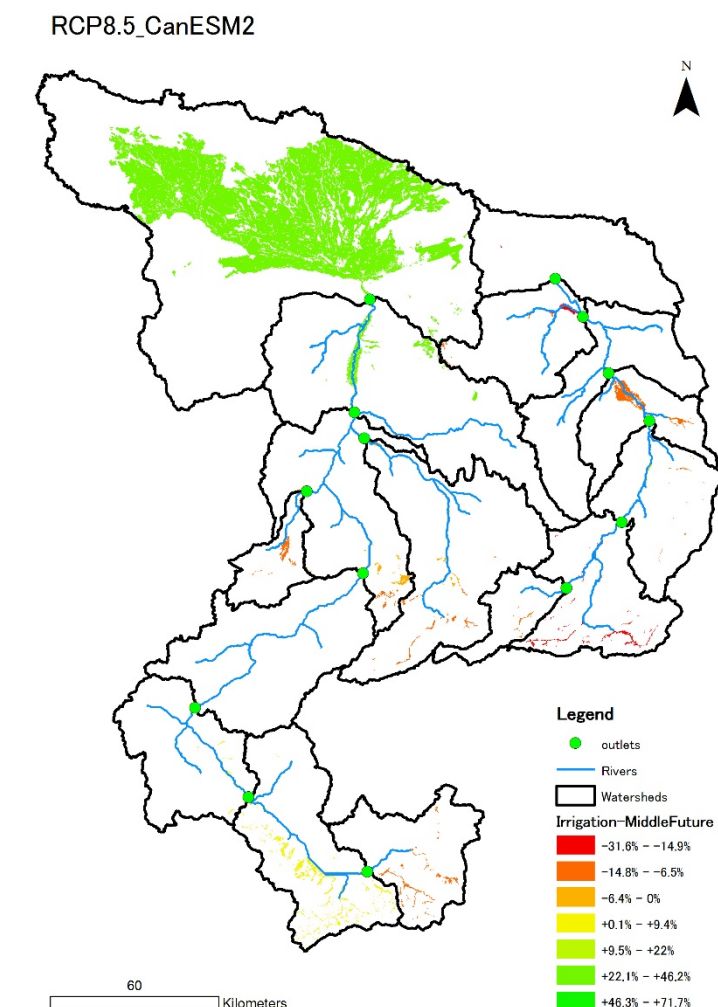 RCP8.5_CanESM2
N
Legend
outlets
Rivers
Watersheds
Irrigation-MiddleFuture
-31.6% - -14.9%
-14.8% - -6.5%
-6.4% - 0%
+0.1% - +9.4%
+9.5% - +22%
+22.1% - +46.2%
+46.3% - +71.7%
60
Kilometers